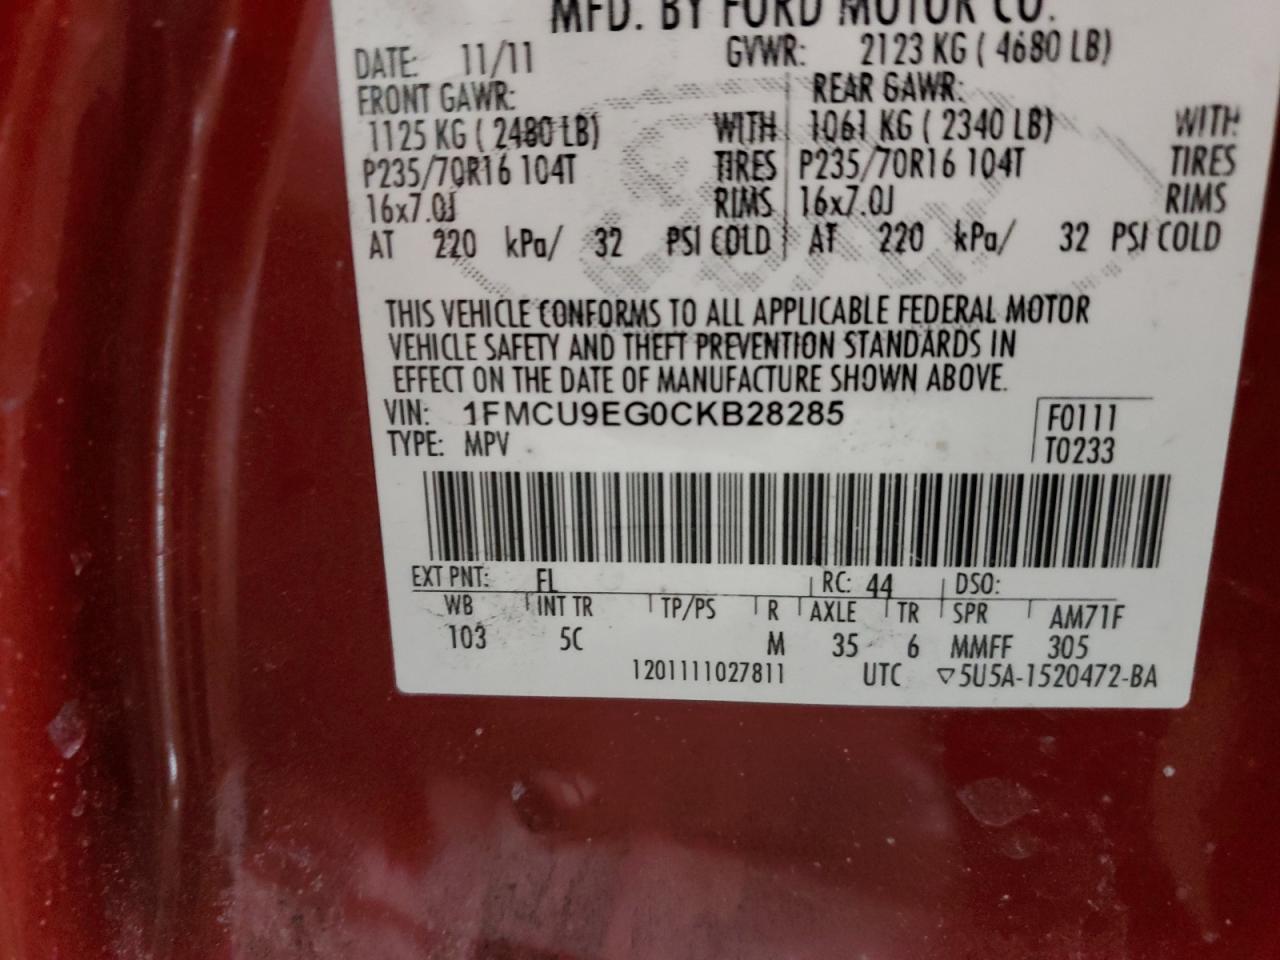 MFD. BY FORD MOTOR CO.
DATE: 11/11 GVWR: 2123 KG ( 4680 LB)
FRONT GAWR: REAR GAWR:
1125 KG ( 2480 LB) WITH 1061 KG ( 2340 LB) WITH
P235/70R16 104T TIRES P235/70R16 104T TIRES
16x7.0J RIMS 16x7.0J RIMS
AT 220 kPa/ 32 PSI COLD AT 220 kPa/ 32 PSI COLD
THIS VEHICLE CONFORMS TO ALL APPLICABLE FEDERAL MOTOR
VEHICLE SAFETY AND THEFT PREVENTION STANDARDS IN
EFFECT ON THE DATE OF MANUFACTURE SHOWN ABOVE.
VIN: 1FMCU9EG0CKB28285 F0111
TYPE: MPV T0233
EXT PNT: FL RC: 44 DSO:
WB INT TR TP/PS R AXLE TR SPR AM71F
103 5C M 35 6 MMFF 305
1201111027811 UTC ▽5U5A-1520472-BA